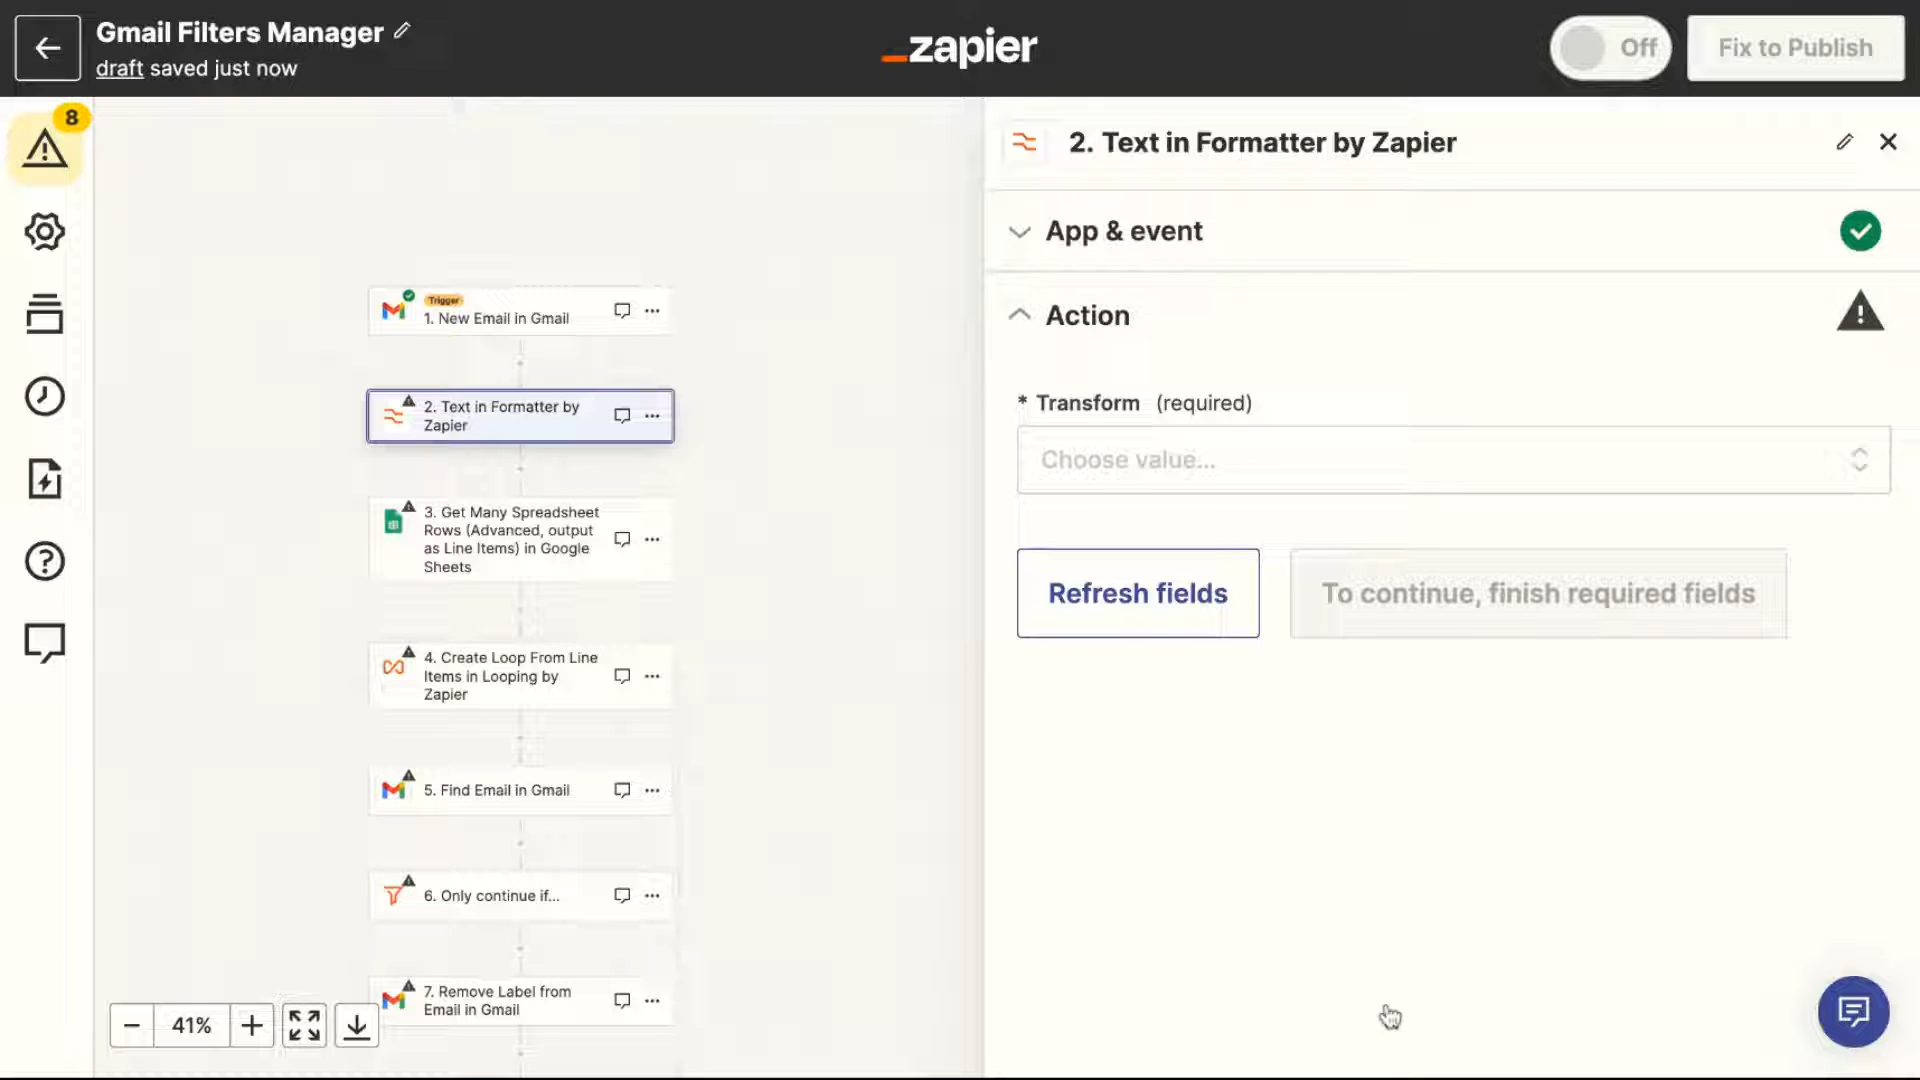 Gmail Filters Manager
draft saved just now
zapier
Off
Fix to Publish
8
2. Text in Formatter by Zapier
App & event
Action
* Transform (required)
Choose value...
Refresh fields
To continue, finish required fields
Trigger
1. New Email in Gmail
2. Text in Formatter by
Zapier
3. Get Many Spreadsheet
Rows (Advanced, output
as Line Items) in Google
Sheets
4. Create Loop From Line
Items in Looping by
Zapier
5. Find Email in Gmail
6. Only continue if...
7. Remove Label from
Email in Gmail
41%